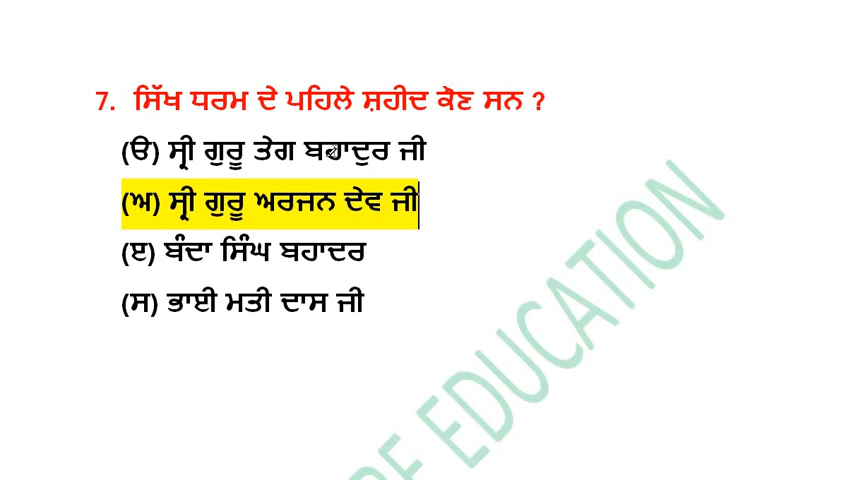 7. ਸਿੱਖ ਧਰਮ ਦੇ ਪਹਿਲੇ ਸ਼ਹੀਦ ਕੌਣ ਸਨ ?
(ੳ) ਸ੍ਰੀ ਗੁਰੂ ਤੇਗ ਬਹਾਦੁਰ ਜੀ
(ਅ) ਸ੍ਰੀ ਗੁਰੂ ਅਰਜਨ ਦੇਵ ਜੀ
(ੲ) ਬੰਦਾ ਸਿੰਘ ਬਹਾਦਰ
(ਸ) ਭਾਈ ਮਤੀ ਦਾਸ ਜੀ
EDUCATION